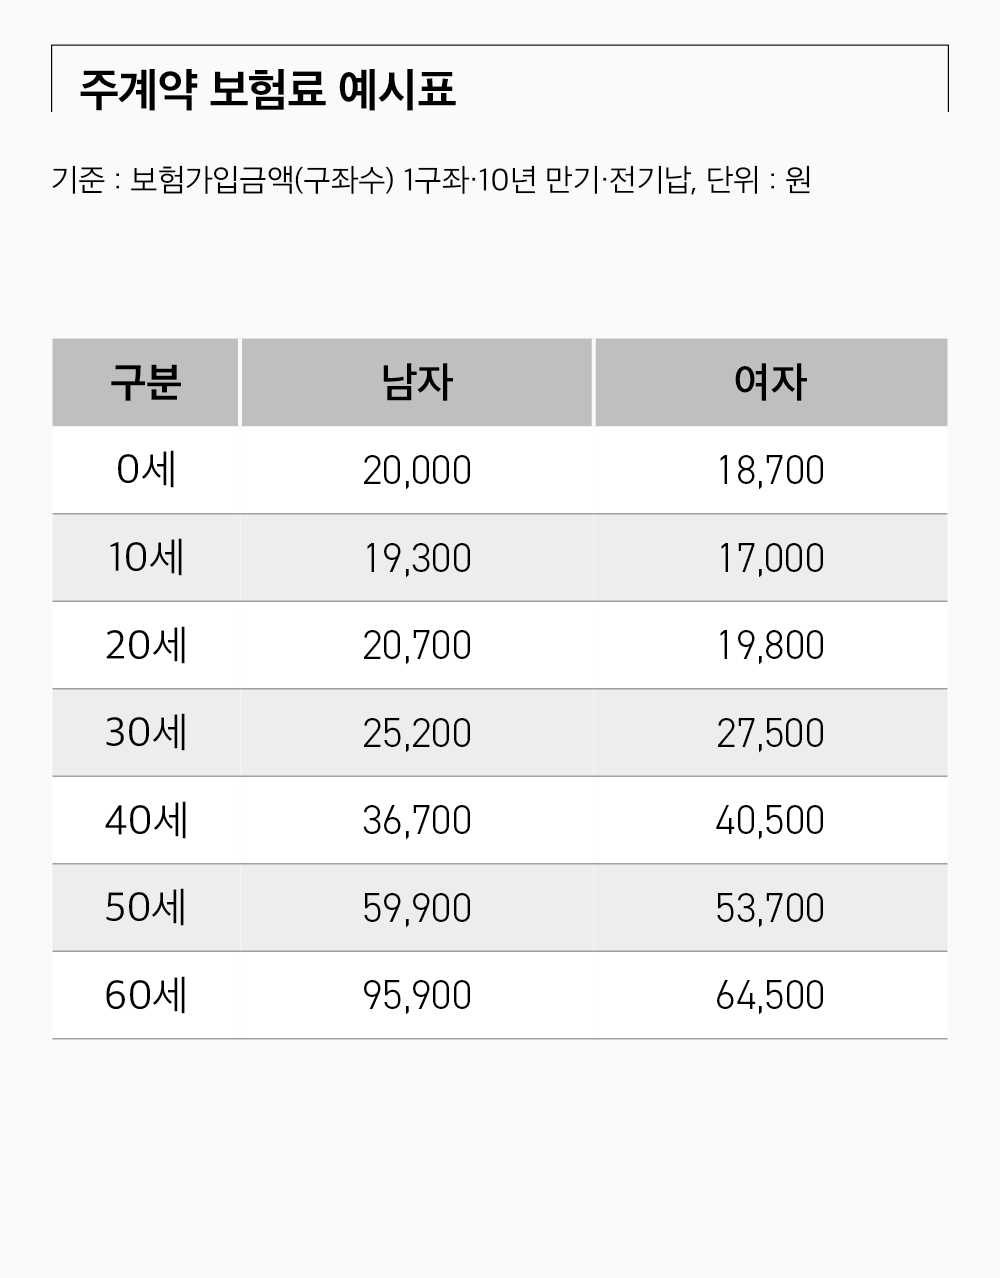 주계약 보험료 예시표
기준 : 보험가입금액(구좌수) 1구좌·10년 만기·전기납, 단위 : 원
구분 남자 여자
0세 20,000 18,700
10세 19,300 17,000
20세 20,700 19,800
30세 25,200 27,500
40세 36,700 40,500
50세 59,900 53,700
60세 95,900 64,500